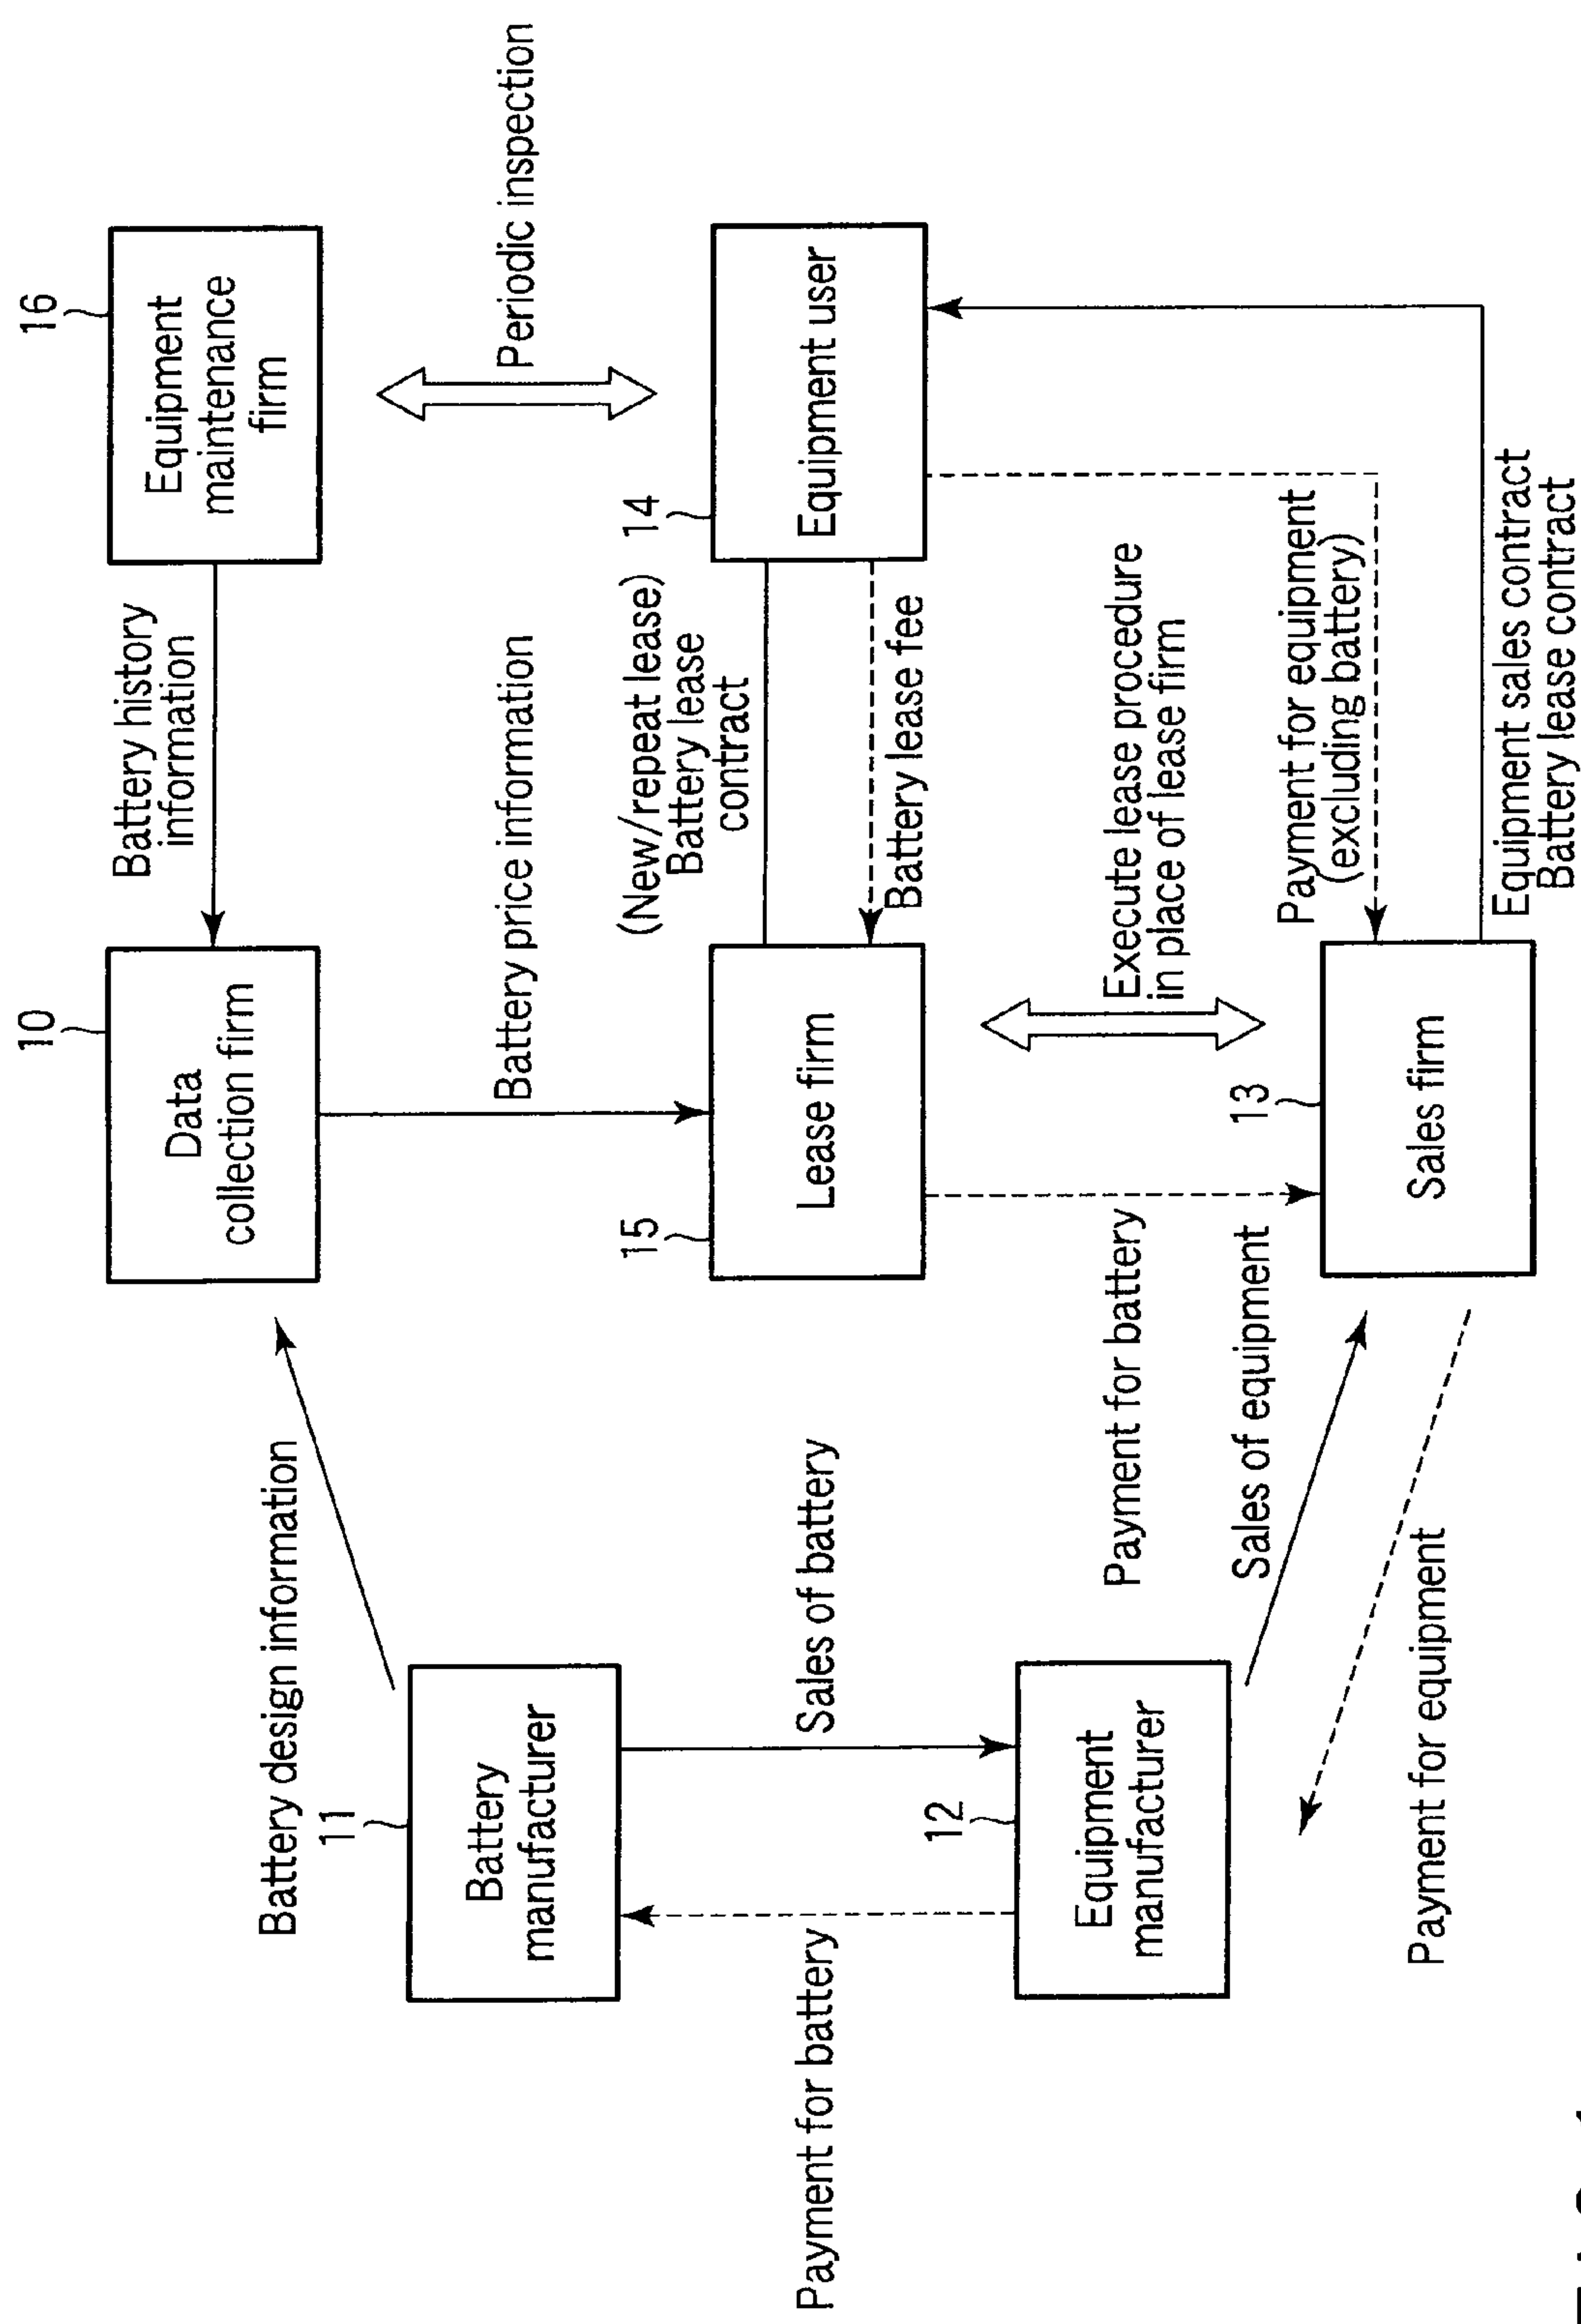 10
Data
collection firm
Battery history
information
16
Equipment
maintenance
firm
Battery design information
11
Battery
manufacturer
Battery price information
Periodic inspection
Payment for battery
Sales of battery
15
Lease firm
(New/repeat lease)
Battery lease
contract
Battery lease fee
14
Equipment user
12
Equipment
manufacturer
Payment for battery
Execute lease procedure
in place of lease firm
Sales of equipment
13
Sales firm
Payment for equipment
(excluding battery)
Payment for equipment
Equipment sales contract
Battery lease contract